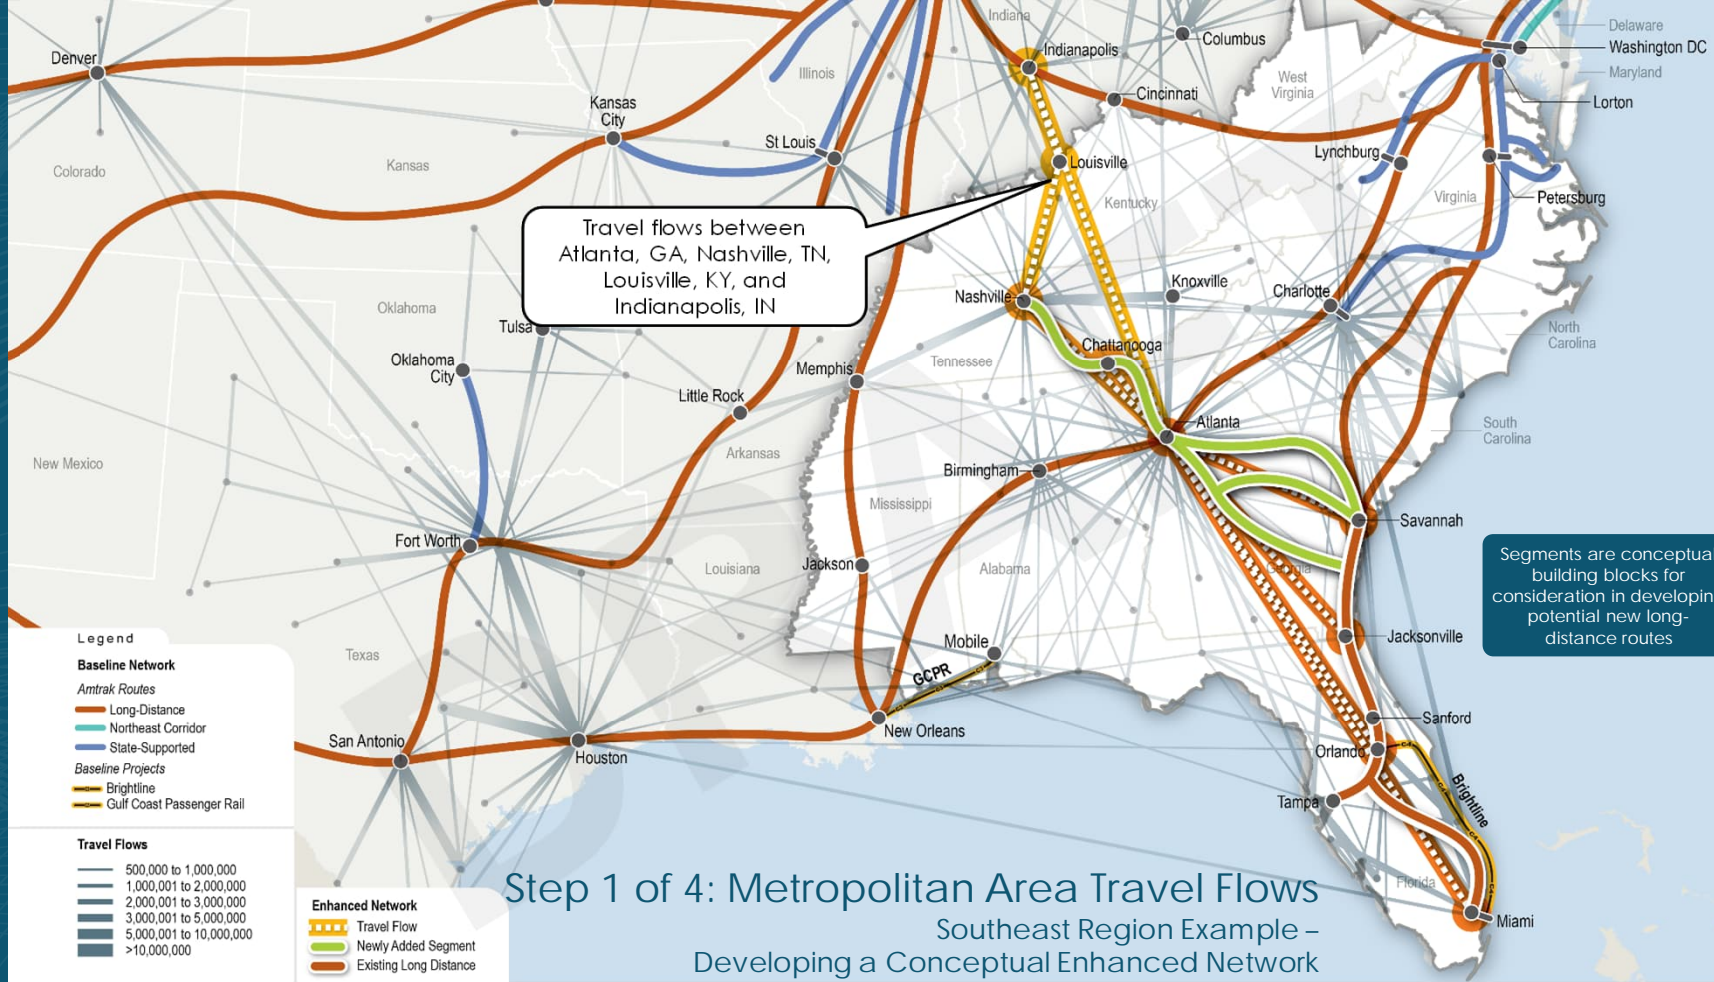 Indiana
Delaware
Columbus
Washington DC
Indianapolis
Denver
Illinois
Maryland
West
Virginia
Cincinnati
Kansas
City
Lorton
St Louis
Lynchburg
Colorado
Kansas
Louisville
Virginia
Kentucky
Petersburg
Travel flows between
Atlanta, GA, Nashville, TN,
Louisville, KY, and
Indianapolis, IN
Knoxville
Nashville
Charlotte
Oklahoma
Tulsa
North
Carolina
Chattanooga
Oklahoma
City
Tennessee
Memphis
Little Rock
Atlanta
South
Carolina
Arkansas
New Mexico
Birmingham
Mississippi
Savannah
Fort Worth
Jackson
Louisiana
Alabama
Georgia
Segments are conceptua
building blocks for
consideration in developin
potential new long-
distance routes
Jacksonville
Mobile
Texas
GCPR
Sanford
New Orleans
San Antonio
Houston
Orlando
Brightline
Tampa
Florida
Miami
Legend
Baseline Network
Amtrak Routes
Long-Distance
Northeast Corridor
State-Supported
Baseline Projects
Brightline
Gulf Coast Passenger Rail
Travel Flows
500,000 to 1,000,000
1,000,001 to 2,000,000
2,000,001 to 3,000,000
3,000,001 to 5,000,000
5,000,001 to 10,000,000
>10,000,000
Enhanced Network
Travel Flow
Newly Added Segment
Existing Long Distance
Step 1 of 4: Metropolitan Area Travel Flows
Southeast Region Example –
Developing a Conceptual Enhanced Network